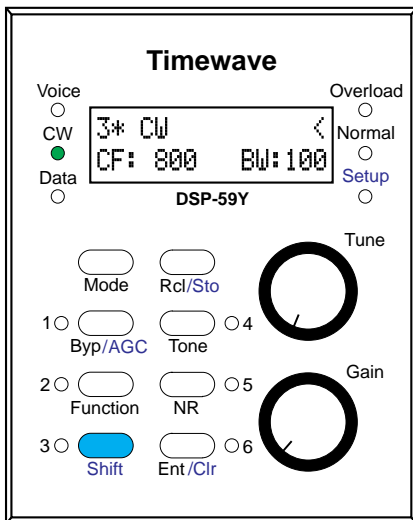 Timewave
Voice
Overload
CW
3* CW <
Normal
CF: 800 BW:100
Data
Setup
DSP-59Y
Tune
Mode
Rcl/Sto
1
4
Byp/AGC
Tone
Gain
2
5
Function
NR
3
6
Shift
Ent/Clr